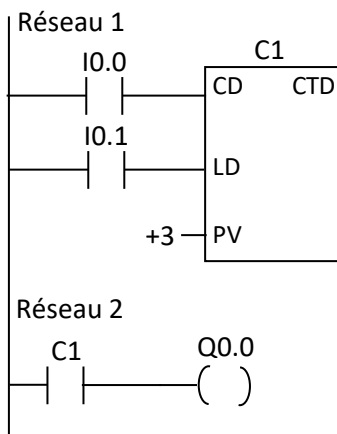 Réseau 1
I0.0
C1
CD CTD
I0.1
LD
+3 PV
Réseau 2
C1
Q0.0